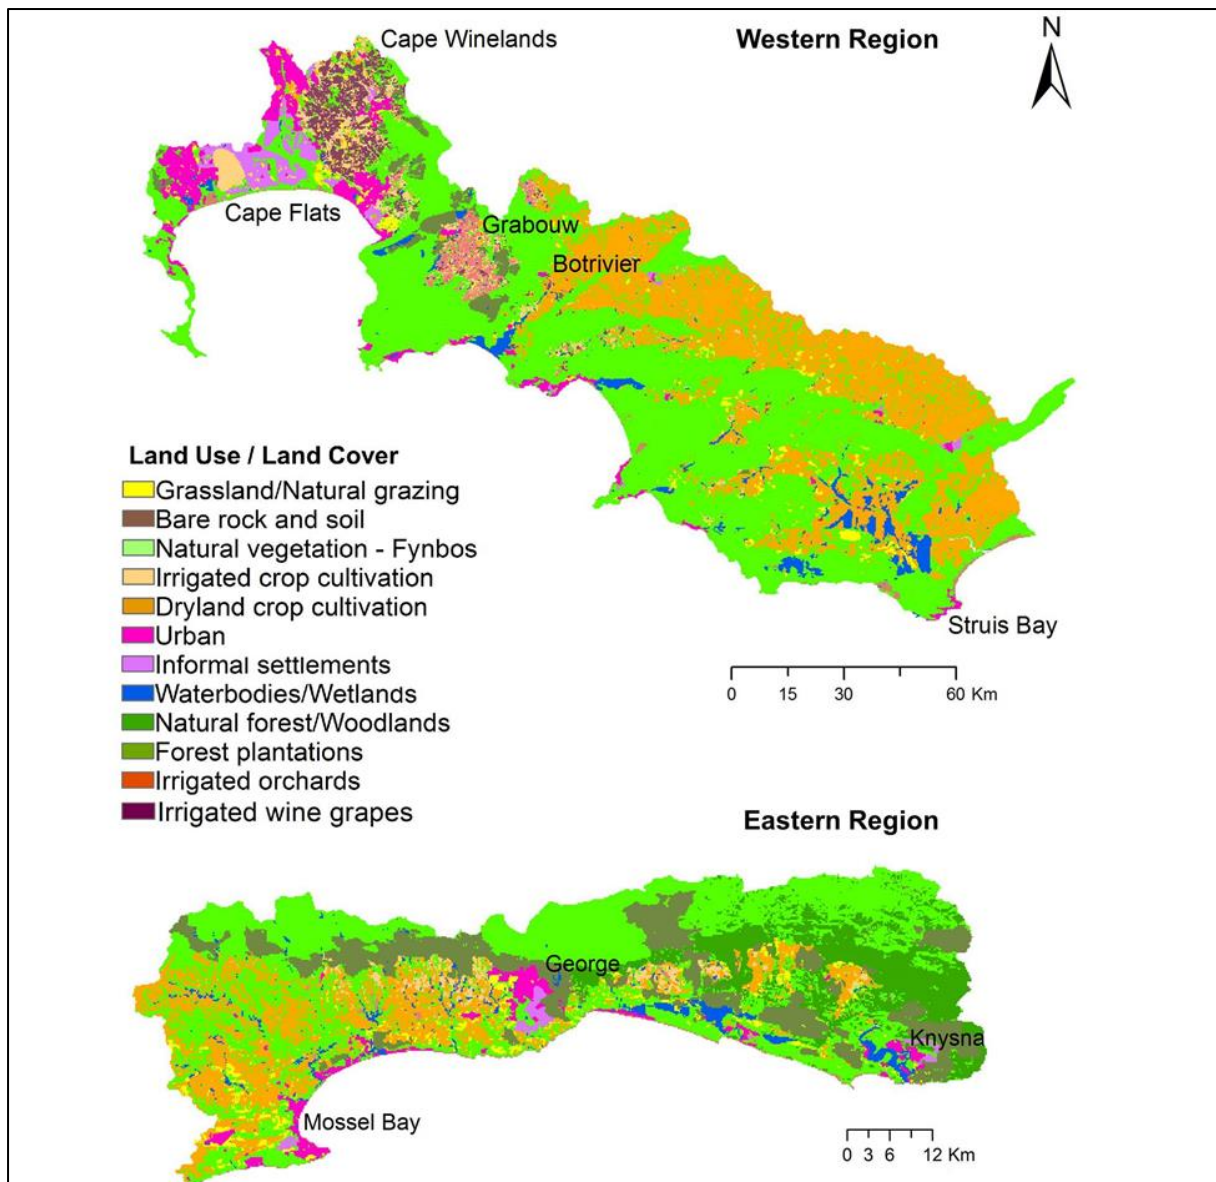 Cape Winelands
Western Region
N
Cape Flats
Grabouw
Botrivier
Land Use / Land Cover
Grassland/Natural grazing
Bare rock and soil
Natural vegetation - Fynbos
Irrigated crop cultivation
Dryland crop cultivation
Urban
Informal settlements
Waterbodies/Wetlands
Natural forest/Woodlands
Forest plantations
Irrigated orchards
Irrigated wine grapes
Struis Bay
0 15 30 60 Km
Eastern Region
George
Knysna
Mossel Bay
0 3 6 12 Km